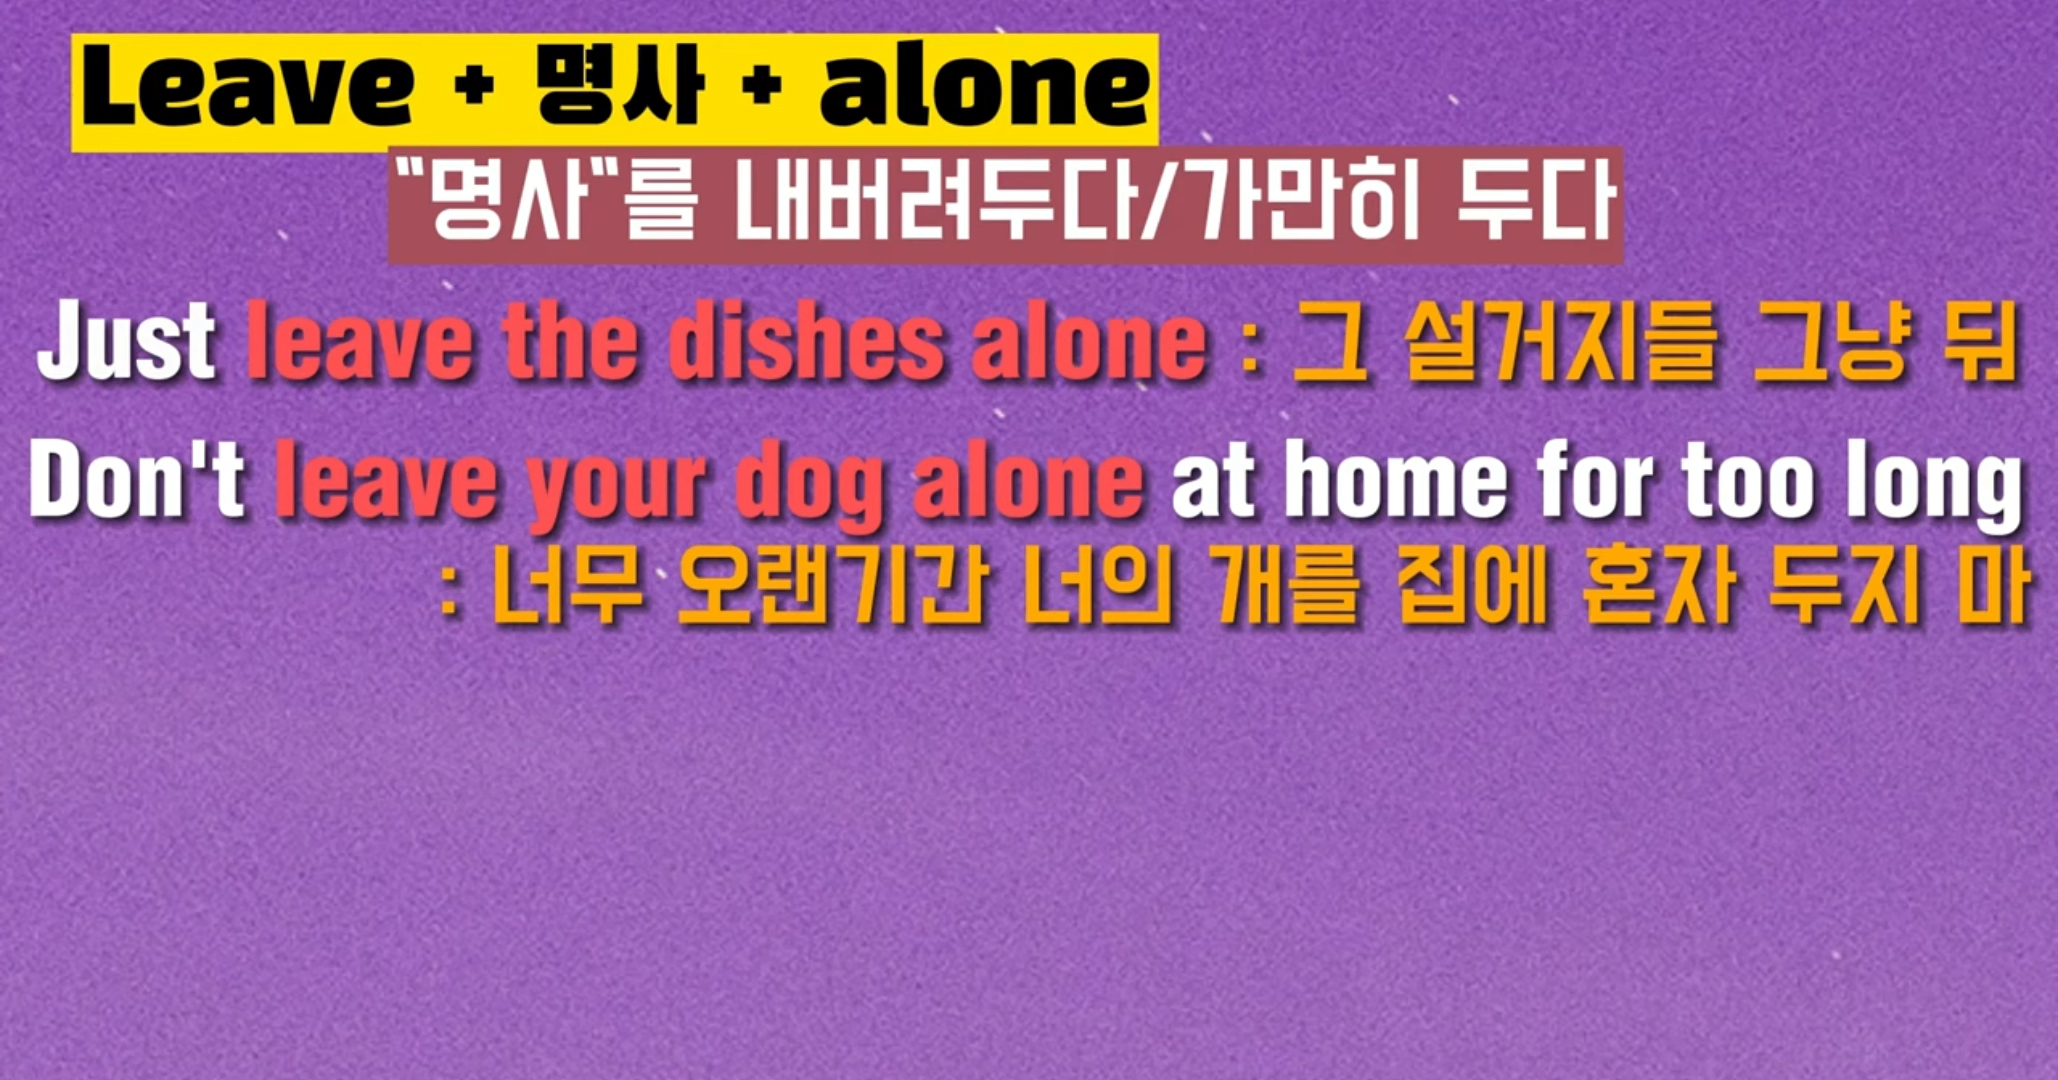 Leave + 명사 + alone
"명사"를 내버려두다/가만히 두다
Just leave the dishes alone : 그 설거지들 그냥 둬
Don't leave your dog alone at home for too long
: 너무 오랜기간 너의 개를 집에 혼자 두지 마